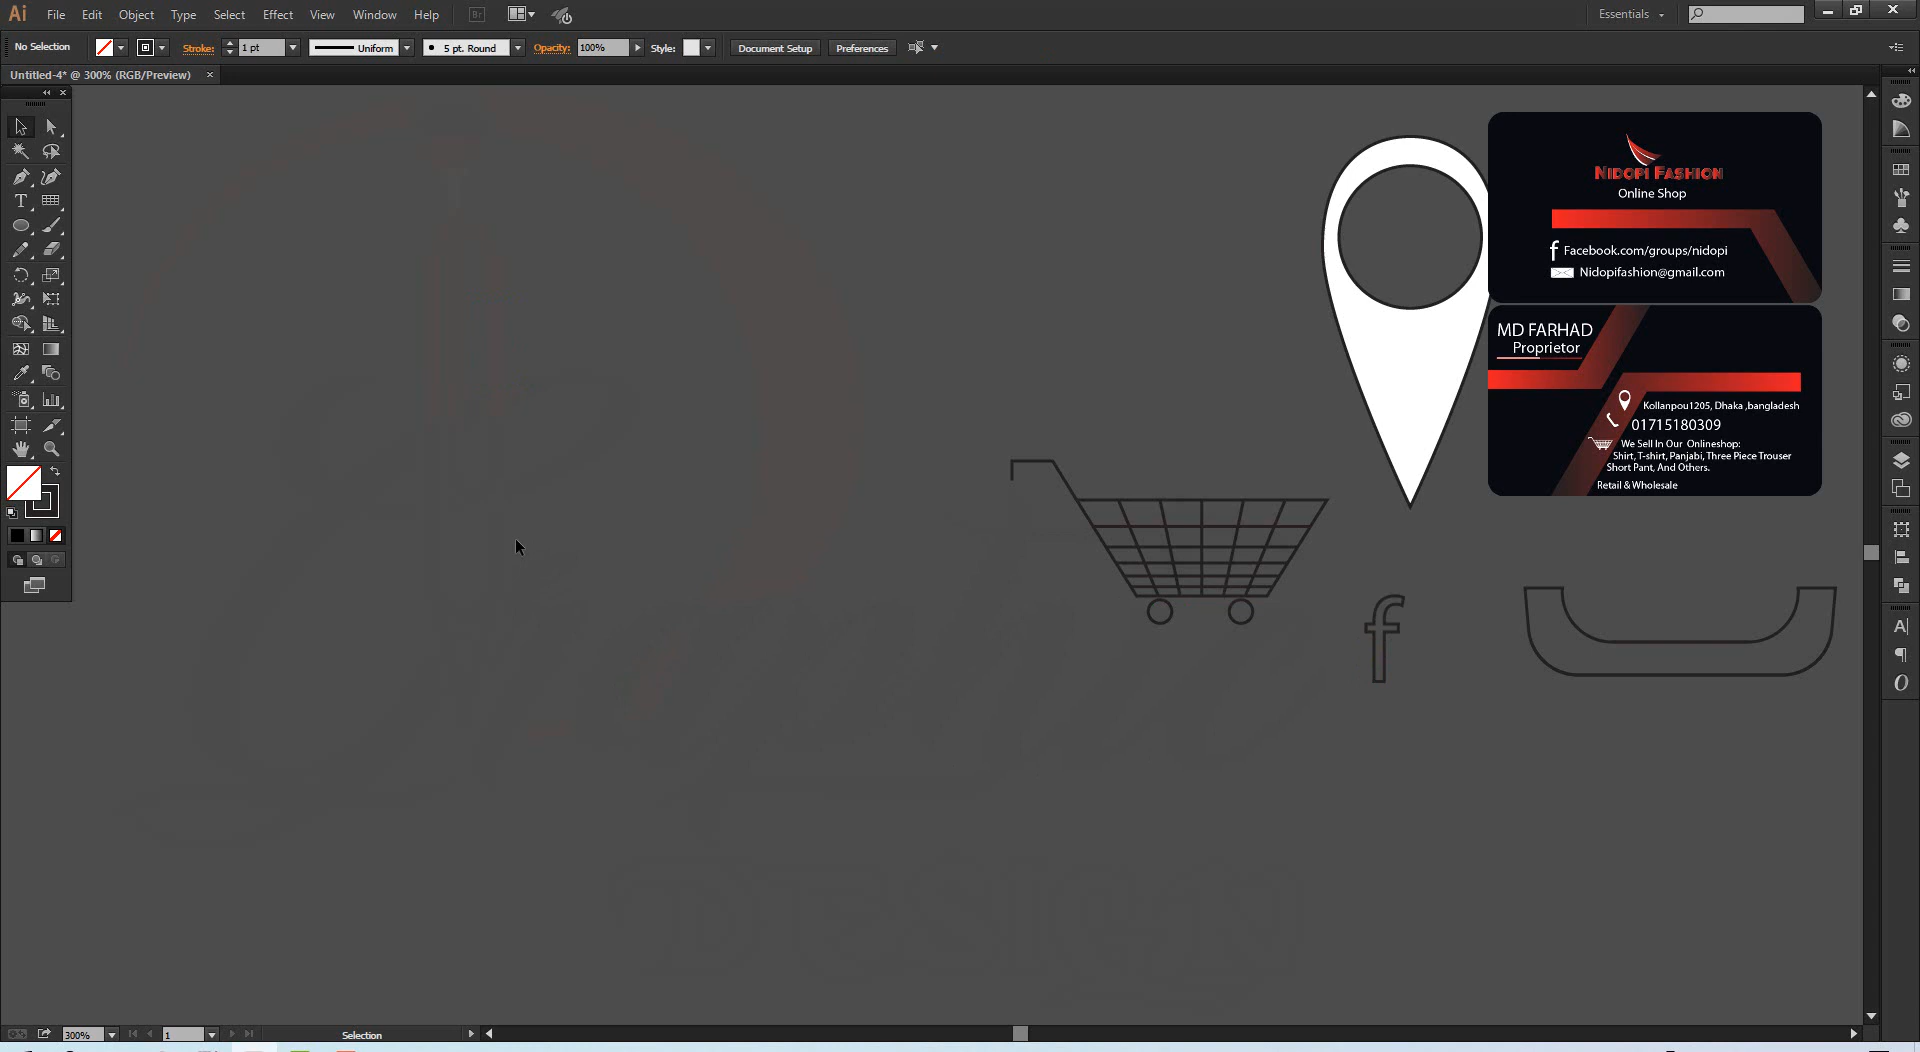 Ai File Edit Object Type Select Effect View Window Help Br Essentials
No Selection Stroke: 1 pt Uniform 5 pt. Round Opacity: 100% Style: Document Setup Preferences
Untitled-4* @ 300% (RGB/Preview)
NIDOPI FASHION
Online Shop
f Facebook.com/groups/nidopi
Nidopifashion@gmail.com
MD FARHAD
Proprietor
Kollanpou1205, Dhaka ,bangladesh
01715180309
We Sell In Our Onlineshop:
Shirt, T-shirt, Panjabi, Three Piece Trouser
Short Pant, And Others.
Retail & Wholesale
f
300% 1 Selection